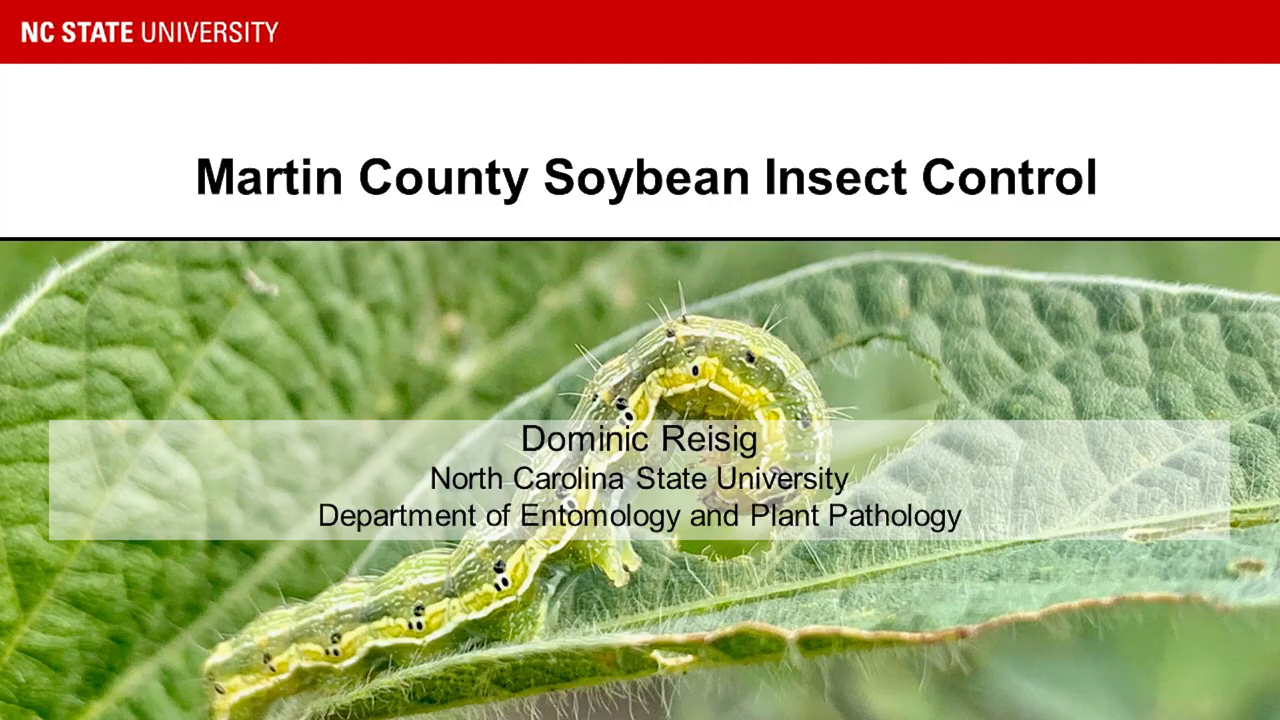 NC STATE UNIVERSITY
Martin County Soybean Insect Control
Dominic Reisig
North Carolina State University
Department of Entomology and Plant Pathology